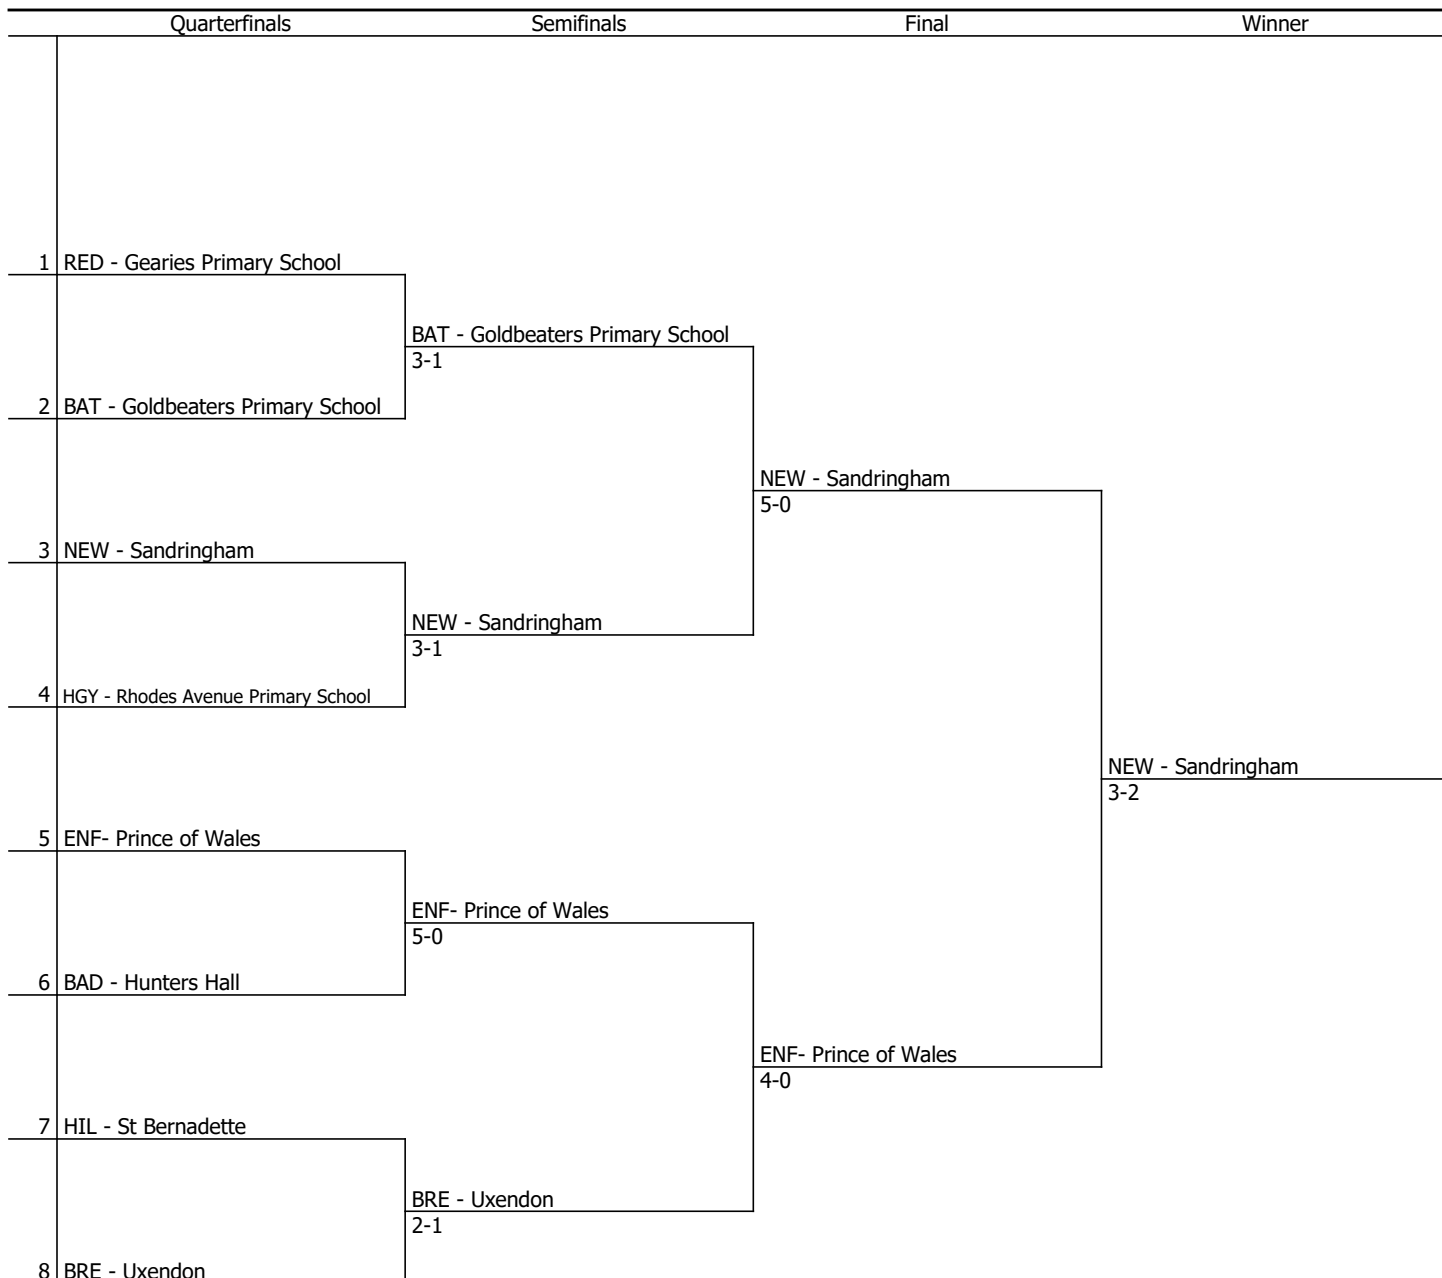 Quarterfinals Semifinals Final Winner
1 RED - Gearies Primary School
BAT - Goldbeaters Primary School
3-1
2 BAT - Goldbeaters Primary School
NEW - Sandringham
5-0
3 NEW - Sandringham
NEW - Sandringham
3-1
4 HGY - Rhodes Avenue Primary School
NEW - Sandringham
3-2
5 ENF- Prince of Wales
ENF- Prince of Wales
5-0
6 BAD - Hunters Hall
ENF- Prince of Wales
4-0
7 HIL - St Bernadette
BRE - Uxendon
2-1
8 BRE - Uxendon